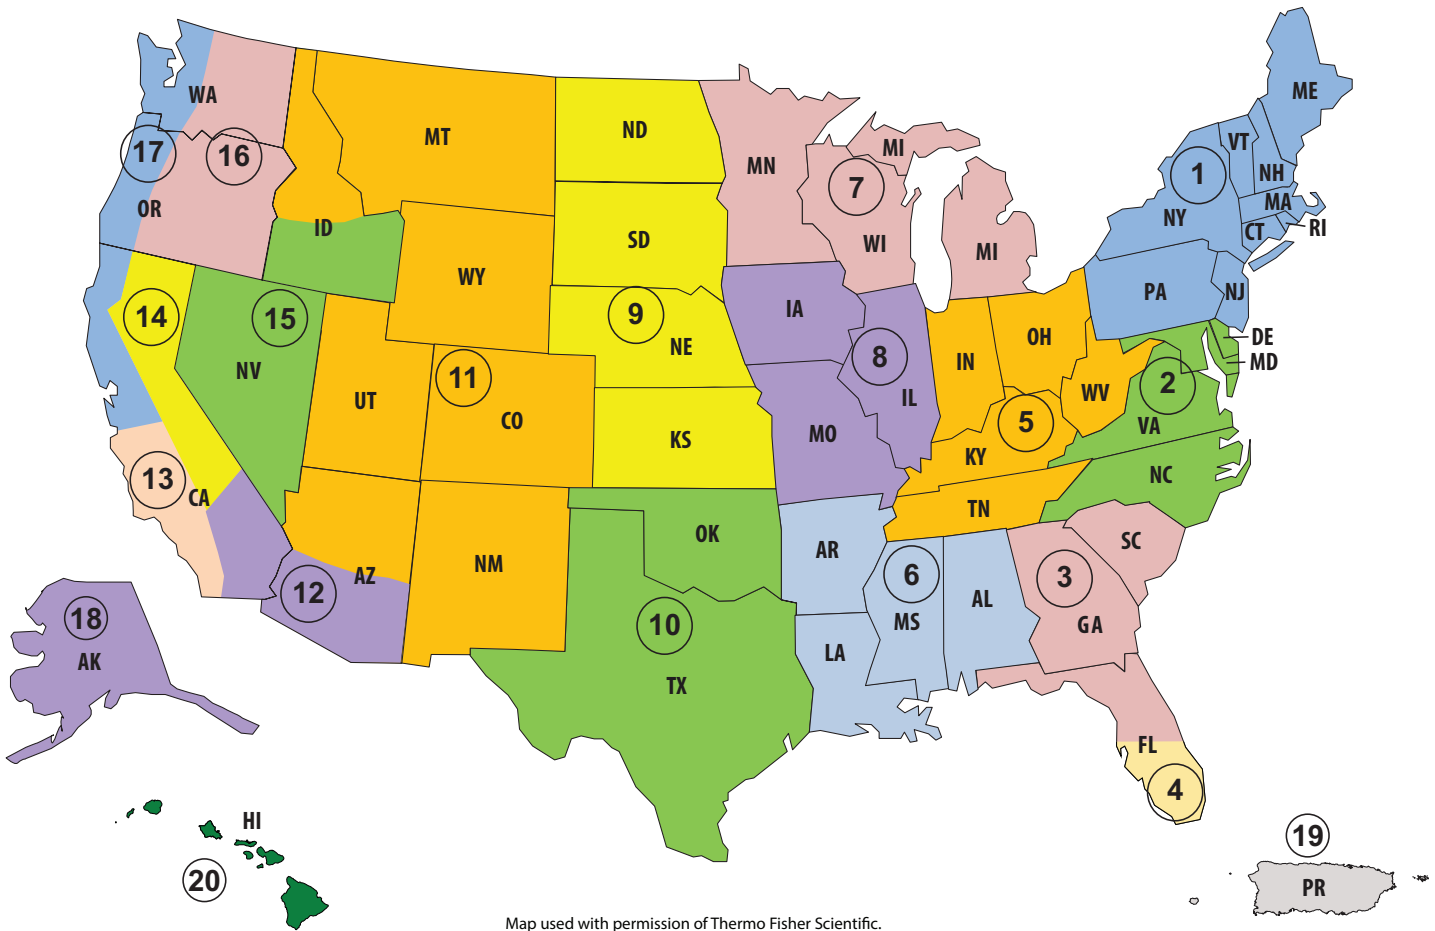 WA
17
16
OR
MT
ID
ND
MN
MI
7
WI
MI
ME
VT
1
NH
NY
MA
CT
RI
SD
WY
PA
NJ
14
15
NV
9
NE
IA
8
IL
IN
OH
DE
MD
UT
11
CO
KS
MO
5
KY
WV
2
VA
13
CA
NC
TN
AZ
12
NM
OK
AR
6
MS
AL
3
SC
GA
18
AK
10
TX
LA
FL
4
HI
20
19
PR
Map used with permission of Thermo Fisher Scientific.